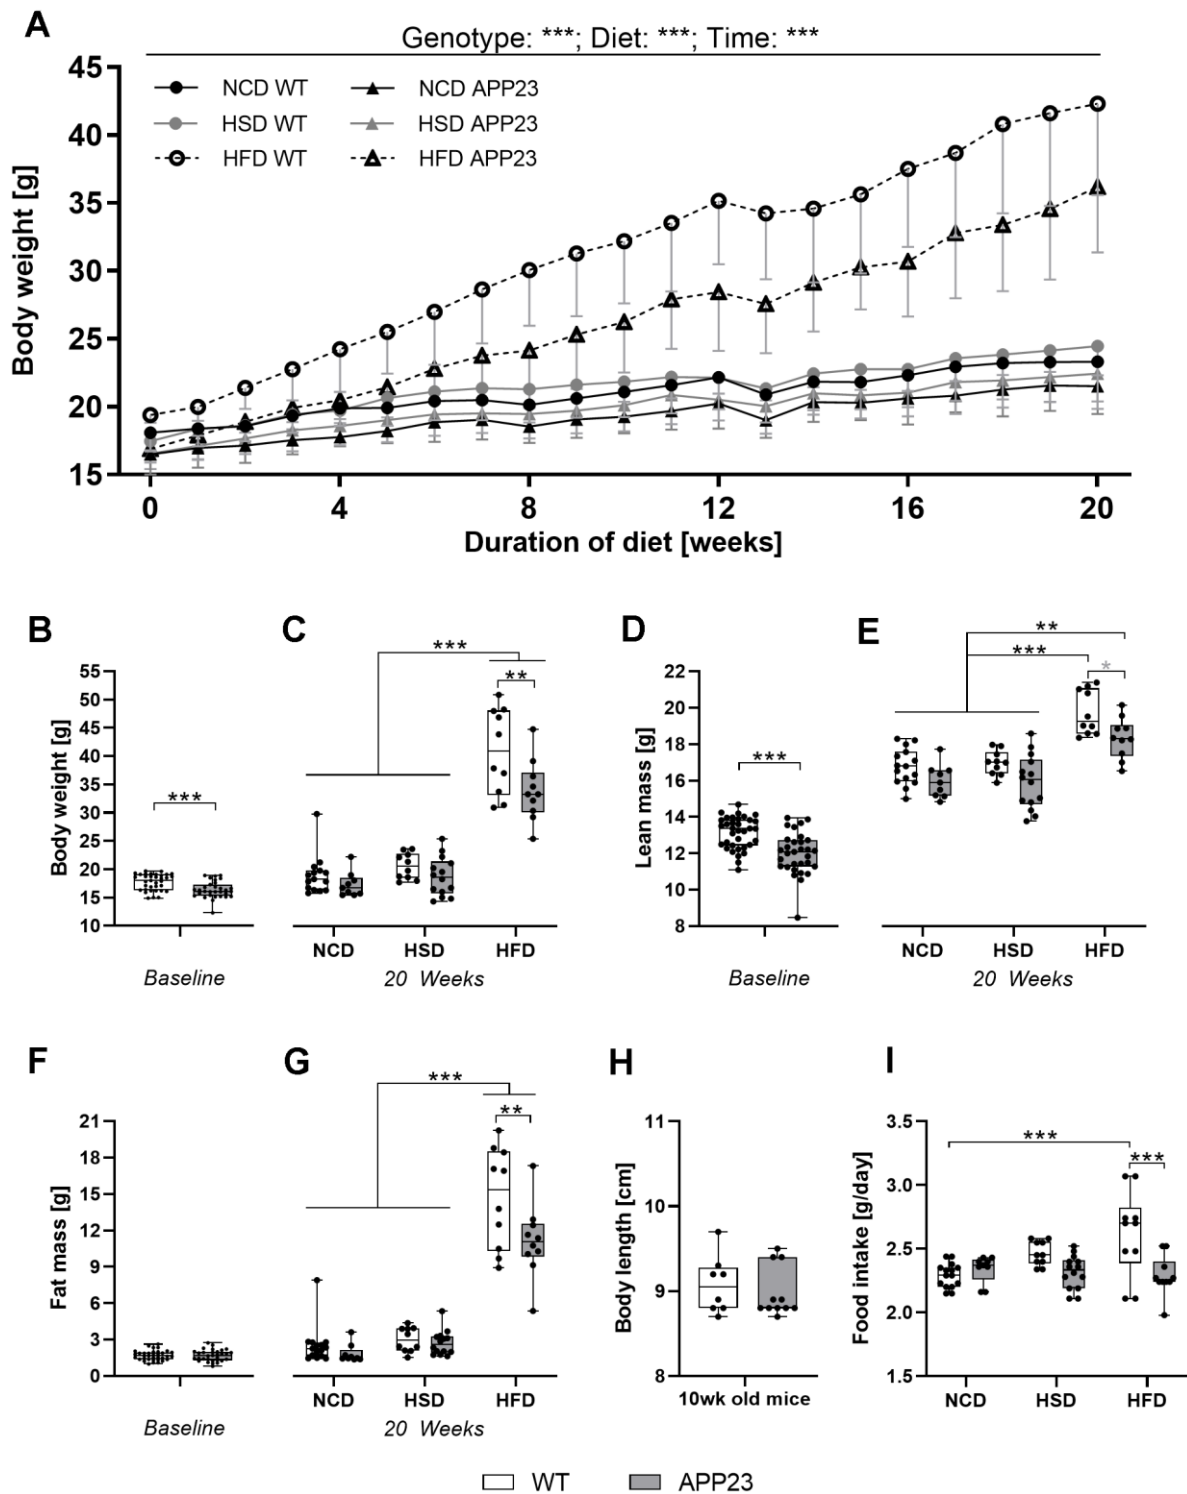 A
Genotype: ***; Diet: ***; Time: ***
45
40
35
30
25
20
15
Body weight [g]
NCD WT
NCD APP23
HSD WT
HSD APP23
HFD WT
HFD APP23
0
4
8
12
16
20
Duration of diet [weeks]
B
55
50
45
40
35
30
25
20
15
10
Body weight [g]
***
Baseline
C
***
**
NCD
HSD
HFD
20 Weeks
D
22
20
18
16
14
12
10
8
Lean mass [g]
***
Baseline
E
**
***
*
NCD
HSD
HFD
20 Weeks
F
21
18
15
12
9
6
3
0
Fat mass [g]
Baseline
G
***
**
NCD
HSD
HFD
20 Weeks
H
11
10
9
8
Body length [cm]
10wk old mice
I
3.5
3.0
2.5
2.0
1.5
Food intake [g/day]
***
***
NCD
HSD
HFD
WT
APP23